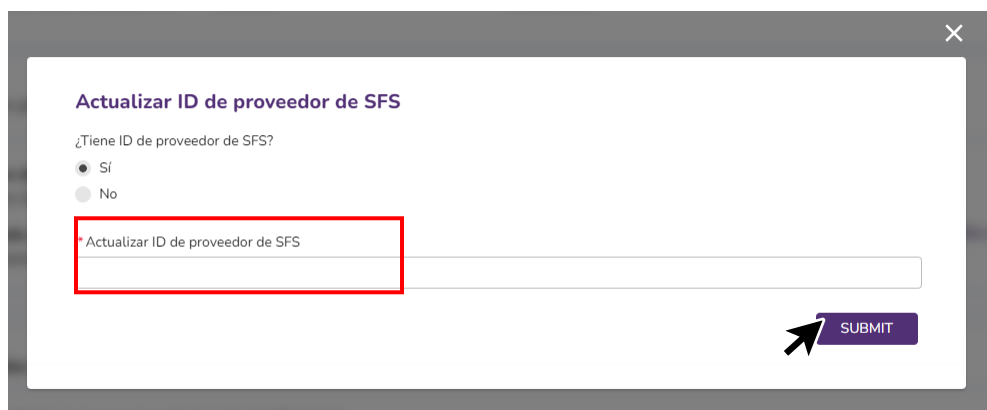 Actualizar ID de proveedor de SFS
¿Tiene ID de proveedor de SFS?
Sí
No
* Actualizar ID de proveedor de SFS
SUBMIT